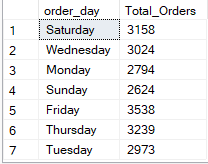 order_day Total_Orders
1 Saturday 3158
2 Wednesday 3024
3 Monday 2794
4 Sunday 2624
5 Friday 3538
6 Thursday 3239
7 Tuesday 2973